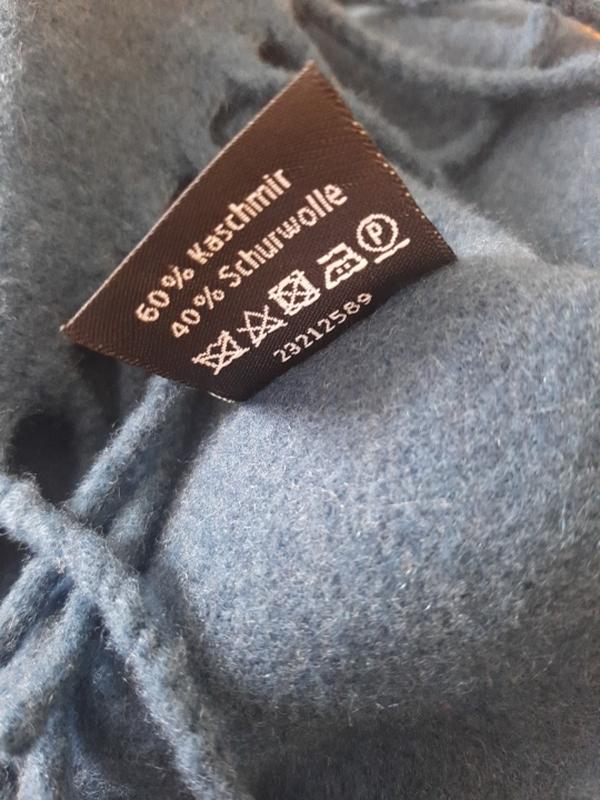 60% Kaschmir
40% Schurwolle
P
23212589